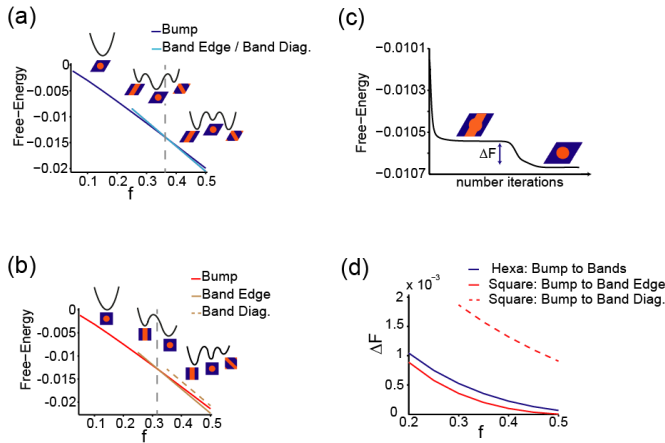 (a)
Bump
Band Edge / Band Diag.
Free-Energy
0
-0.005
-0.01
-0.015
-0.02
0.1 0.2 0.3 0.4 0.5
f
(b)
Bump
Band Edge
Band Diag.
Free-Energy
0
-0.005
-0.01
-0.015
-0.02
0.1 0.2 0.3 0.4 0.5
f
(c)
Free-Energy
-0.0101
-0.0103
-0.0105
-0.0107
ΔF
number iterations
(d)
x 10⁻³
Hexa: Bump to Bands
Square: Bump to Band Edge
Square: Bump to Band Diag.
ΔF
2
1.5
1
0.5
0
0.2 0.3 0.4 0.5
f